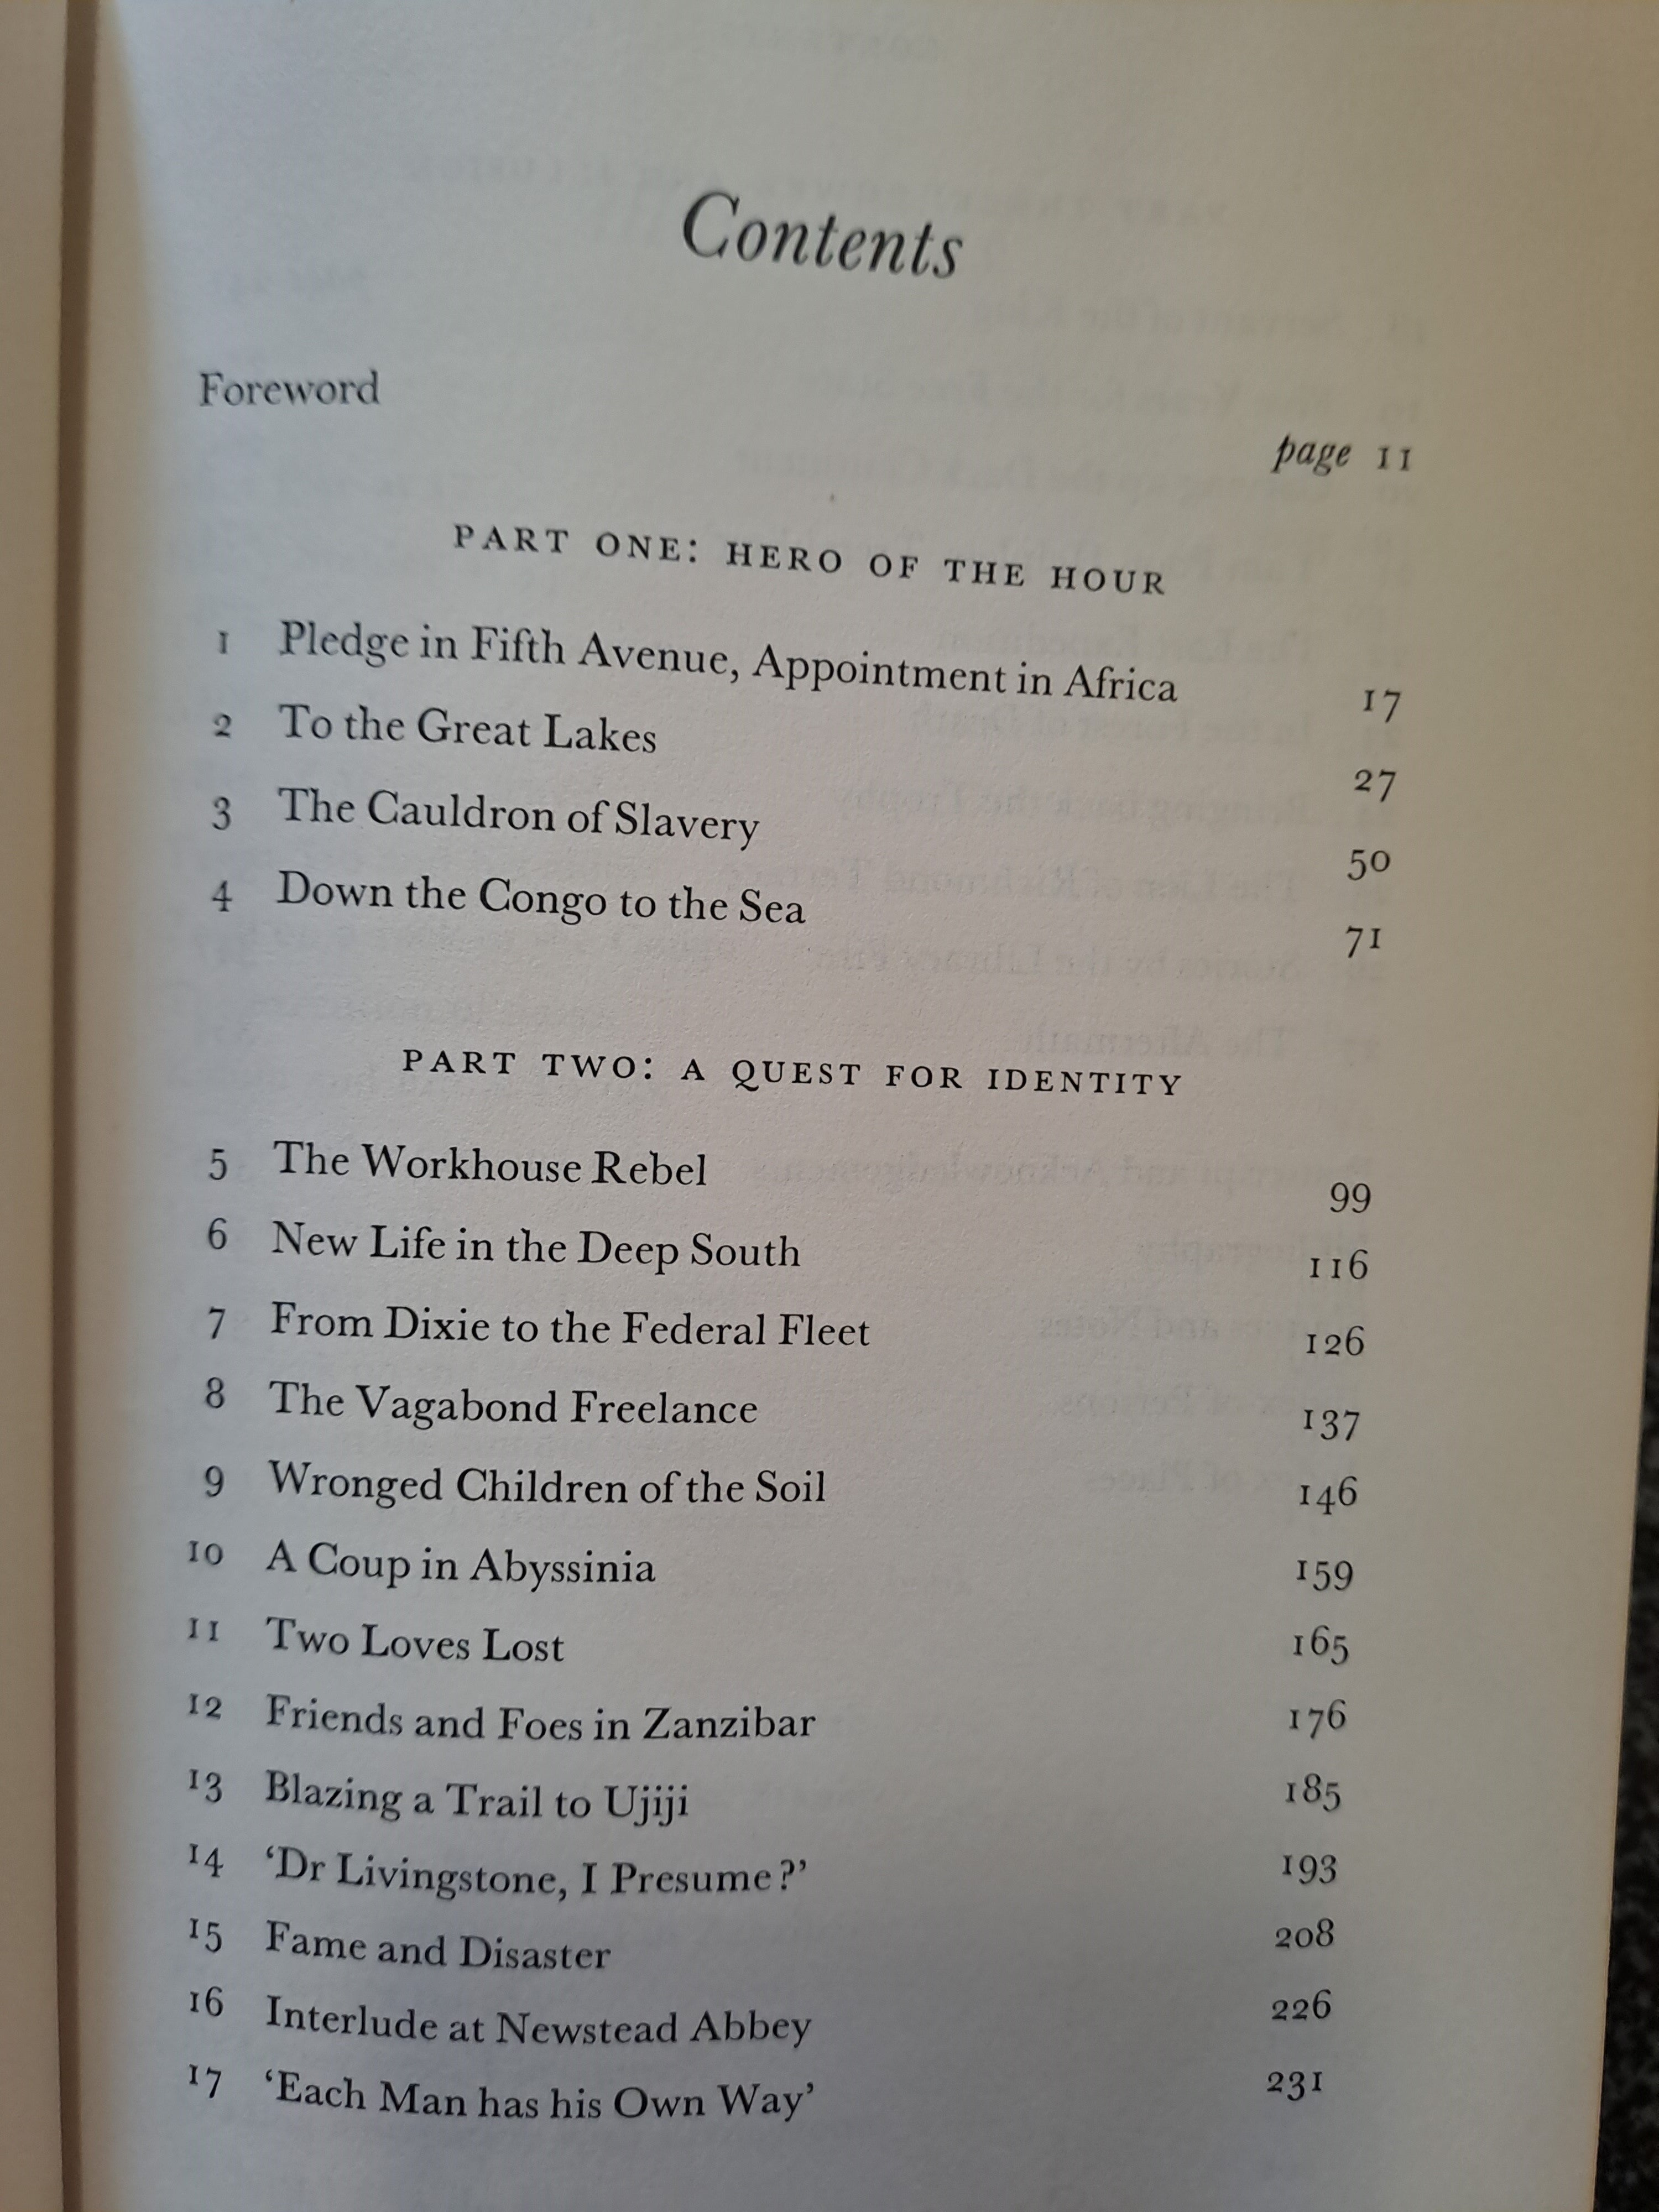 Contents
Foreword page 11
PART ONE: HERO OF THE HOUR
1 Pledge in Fifth Avenue, Appointment in Africa 17
2 To the Great Lakes 27
3 The Cauldron of Slavery 50
4 Down the Congo to the Sea 71
PART TWO: A QUEST FOR IDENTITY
5 The Workhouse Rebel 99
6 New Life in the Deep South 116
7 From Dixie to the Federal Fleet 126
8 The Vagabond Freelance 137
9 Wronged Children of the Soil 146
10 A Coup in Abyssinia 159
11 Two Loves Lost 165
12 Friends and Foes in Zanzibar 176
13 Blazing a Trail to Ujiji 185
14 ‘Dr Livingstone, I Presume?’ 193
15 Fame and Disaster 208
16 Interlude at Newstead Abbey 226
17 ‘Each Man has his Own Way’ 231